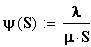 ψ(S) := λ / (μ·S)